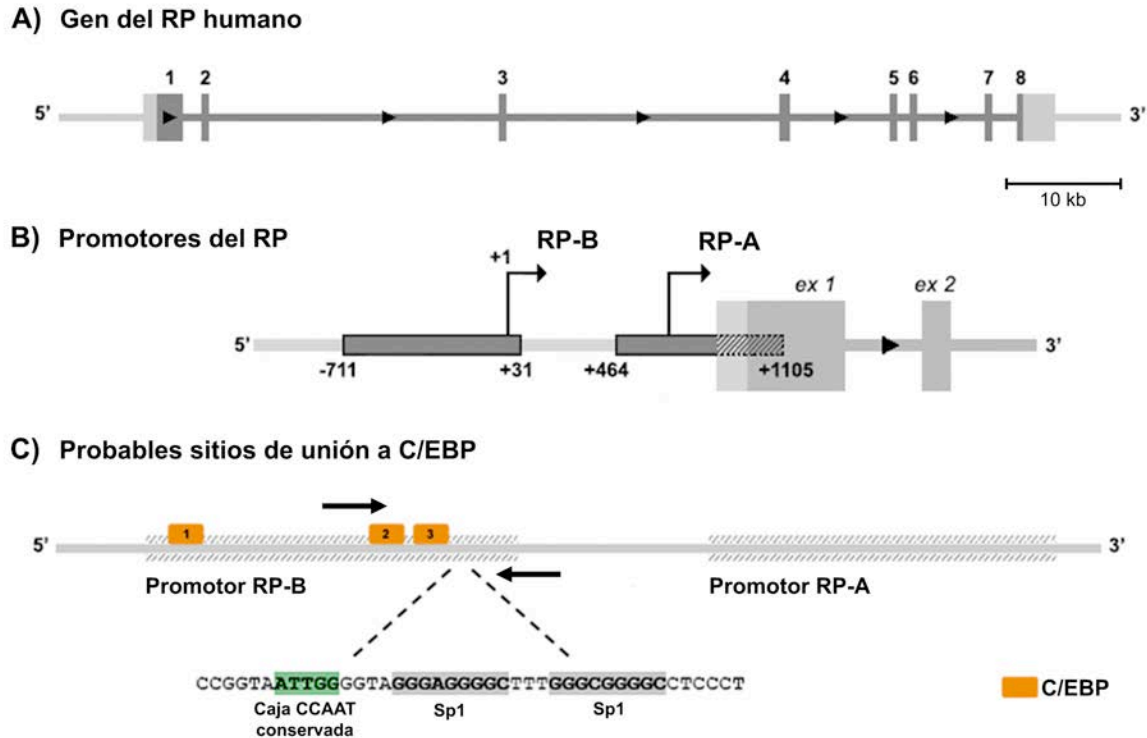 A) Gen del RP humano
1 2 3 4 5 6 7 8
5’ 3’
10 kb
B) Promotores del RP
RP-B RP-A
+1
ex 1 ex 2
5’ 3’
-711 +31 +464 +1105
C) Probables sitios de unión a C/EBP
1 2 3
5’ 3’
Promotor RP-B Promotor RP-A
CCGGTAATTGGGGTAGGGAGGGGCTTTGGGCGGGGCCTCCCT
Caja CCAAT conservada
Sp1 Sp1
C/EBP